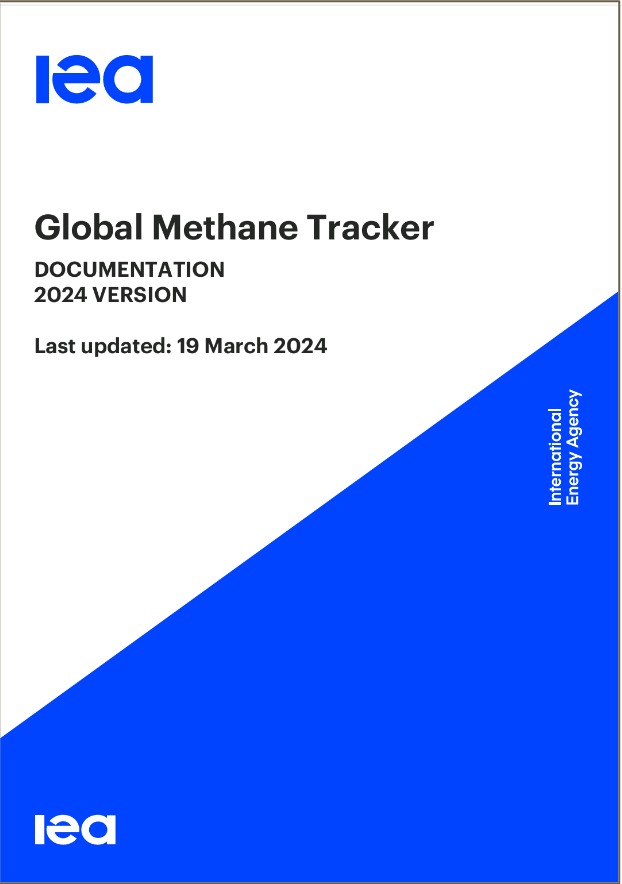 iea
Global Methane Tracker
DOCUMENTATION
2024 VERSION
Last updated: 19 March 2024
International
Energy Agency
iea